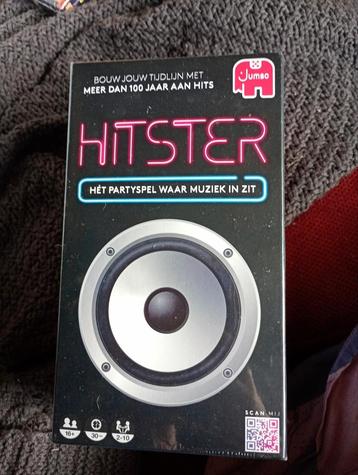 BOUW JOUW TIJDLIJN MET
MEER DAN 100 JAAR AAN HITS
Jumbo
HITSTER
HÉT PARTYSPEL WAAR MUZIEK IN ZIT
SCAN MIJ
16+
30
2-10